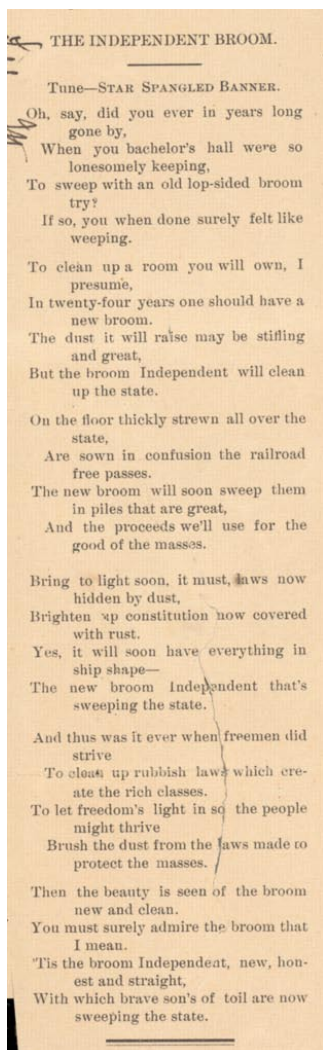 THE INDEPENDENT BROOM.
Tune—STAR SPANGLED BANNER.
Oh, say, did you ever in years long
gone by,
When you bachelor's hall were so
lonesomely keeping,
To sweep with an old lop-sided broom
try?
If so, you when done surely felt like
weeping.
To clean up a room you will own, I
presume,
In twenty-four years one should have a
new broom.
The dust it will raise may be stifling
and great,
But the broom Independent will clean
up the state.
On the floor thickly strewn all over the
state,
Are sown in confusion the railroad
free passes.
The new broom will soon sweep them
in piles that are great,
And the proceeds we'll use for the
good of the masses.
Bring to light soon, it must, laws now
hidden by dust,
Brighten up constitution now covered
with rust.
Yes, it will soon have everything in
ship shape—
The new broom Independent that's
sweeping the state.
And thus was it ever when freemen did
strive
To clean up rubbish laws which cre-
ate the rich classes.
To let freedom's light in so the people
might thrive
Brush the dust from the laws made to
protect the masses.
Then the beauty is seen of the broom
new and clean.
You must surely admire the broom that
I mean.
'Tis the broom Independent, new, hon-
est and straight,
With which brave son's of toil are now
sweeping the state.